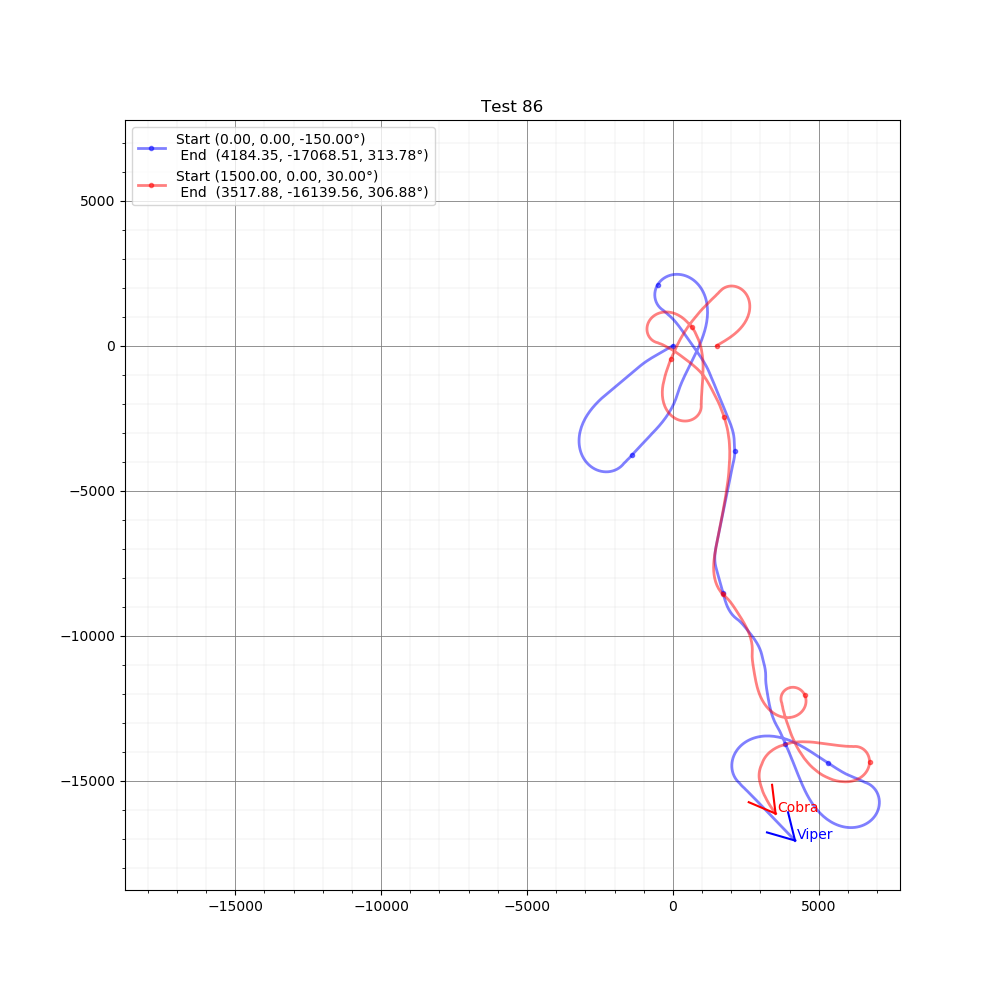 Test 86
Start (0.00, 0.00, -150.00°)
End  (4184.35, -17068.51, 313.78°)
Start (1500.00, 0.00, 30.00°)
End  (3517.88, -16139.56, 306.88°)
5000
0
−5000
−10000
−15000
Cobra
Viper
−15000
−10000
−5000
0
5000